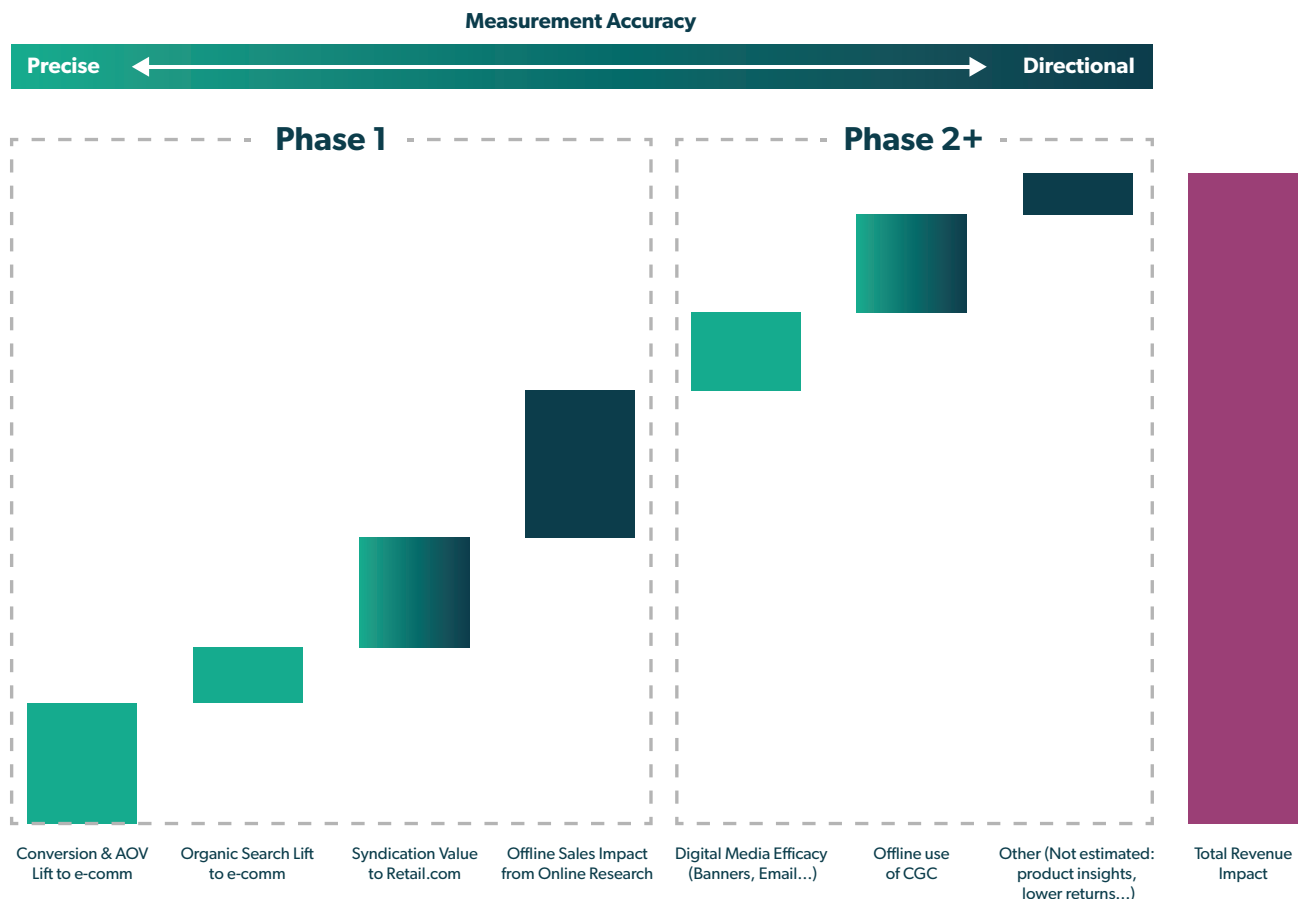 Measurement Accuracy
Precise
Directional
Phase 1
Phase 2+
Conversion & AOV
Lift to e-comm
Organic Search Lift
to e-comm
Syndication Value
to Retail.com
Offline Sales Impact
from Online Research
Digital Media Efficacy
(Banners, Email...)
Offline use
of CGC
Other (Not estimated:
product insights,
lower returns...)
Total Revenue
Impact